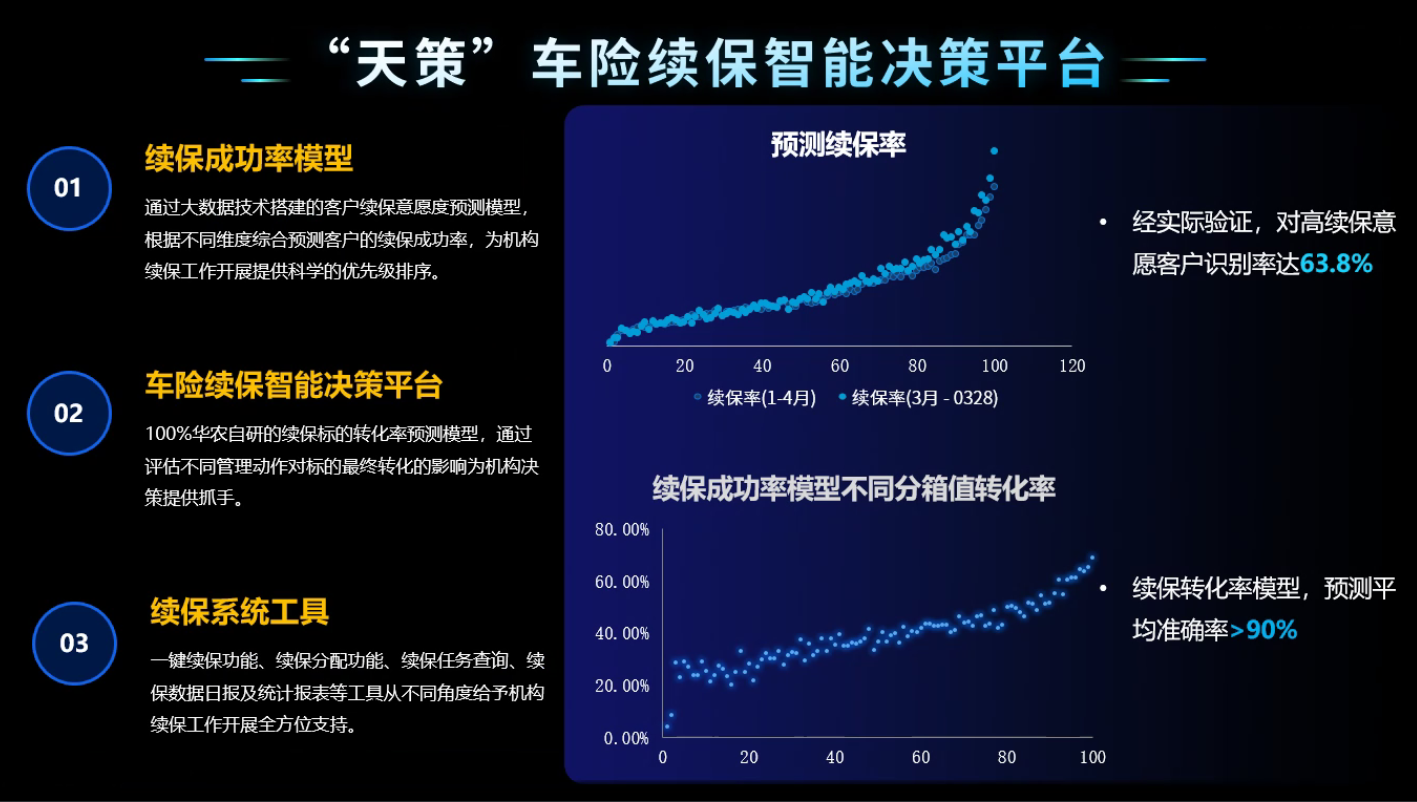 “天策”车险续保智能决策平台
01
续保成功率模型
通过大数据技术搭建的客户续保意愿度预测模型，
根据不同维度综合预测客户的续保成功率，为机构
续保工作开展提供科学的优先级排序。
02
车险续保智能决策平台
100%华农自研的续保标的转化率预测模型，通过
评估不同管理动作对标的最终转化的影响为机构决
策提供抓手。
03
续保系统工具
一键续保功能、续保分配功能、续保任务查询、续
保数据日报及统计报表等工具从不同角度给予机构
续保工作开展全方位支持。
预测续保率
0 20 40 60 80 100 120
续保率(1-4月) 续保率(3月 - 0328)
• 经实际验证，对高续保意
愿客户识别率达63.8%
续保成功率模型不同分箱值转化率
80.00%
60.00%
40.00%
20.00%
0.00%
0 20 40 60 80 100
• 续保转化率模型，预测平
均准确率>90%